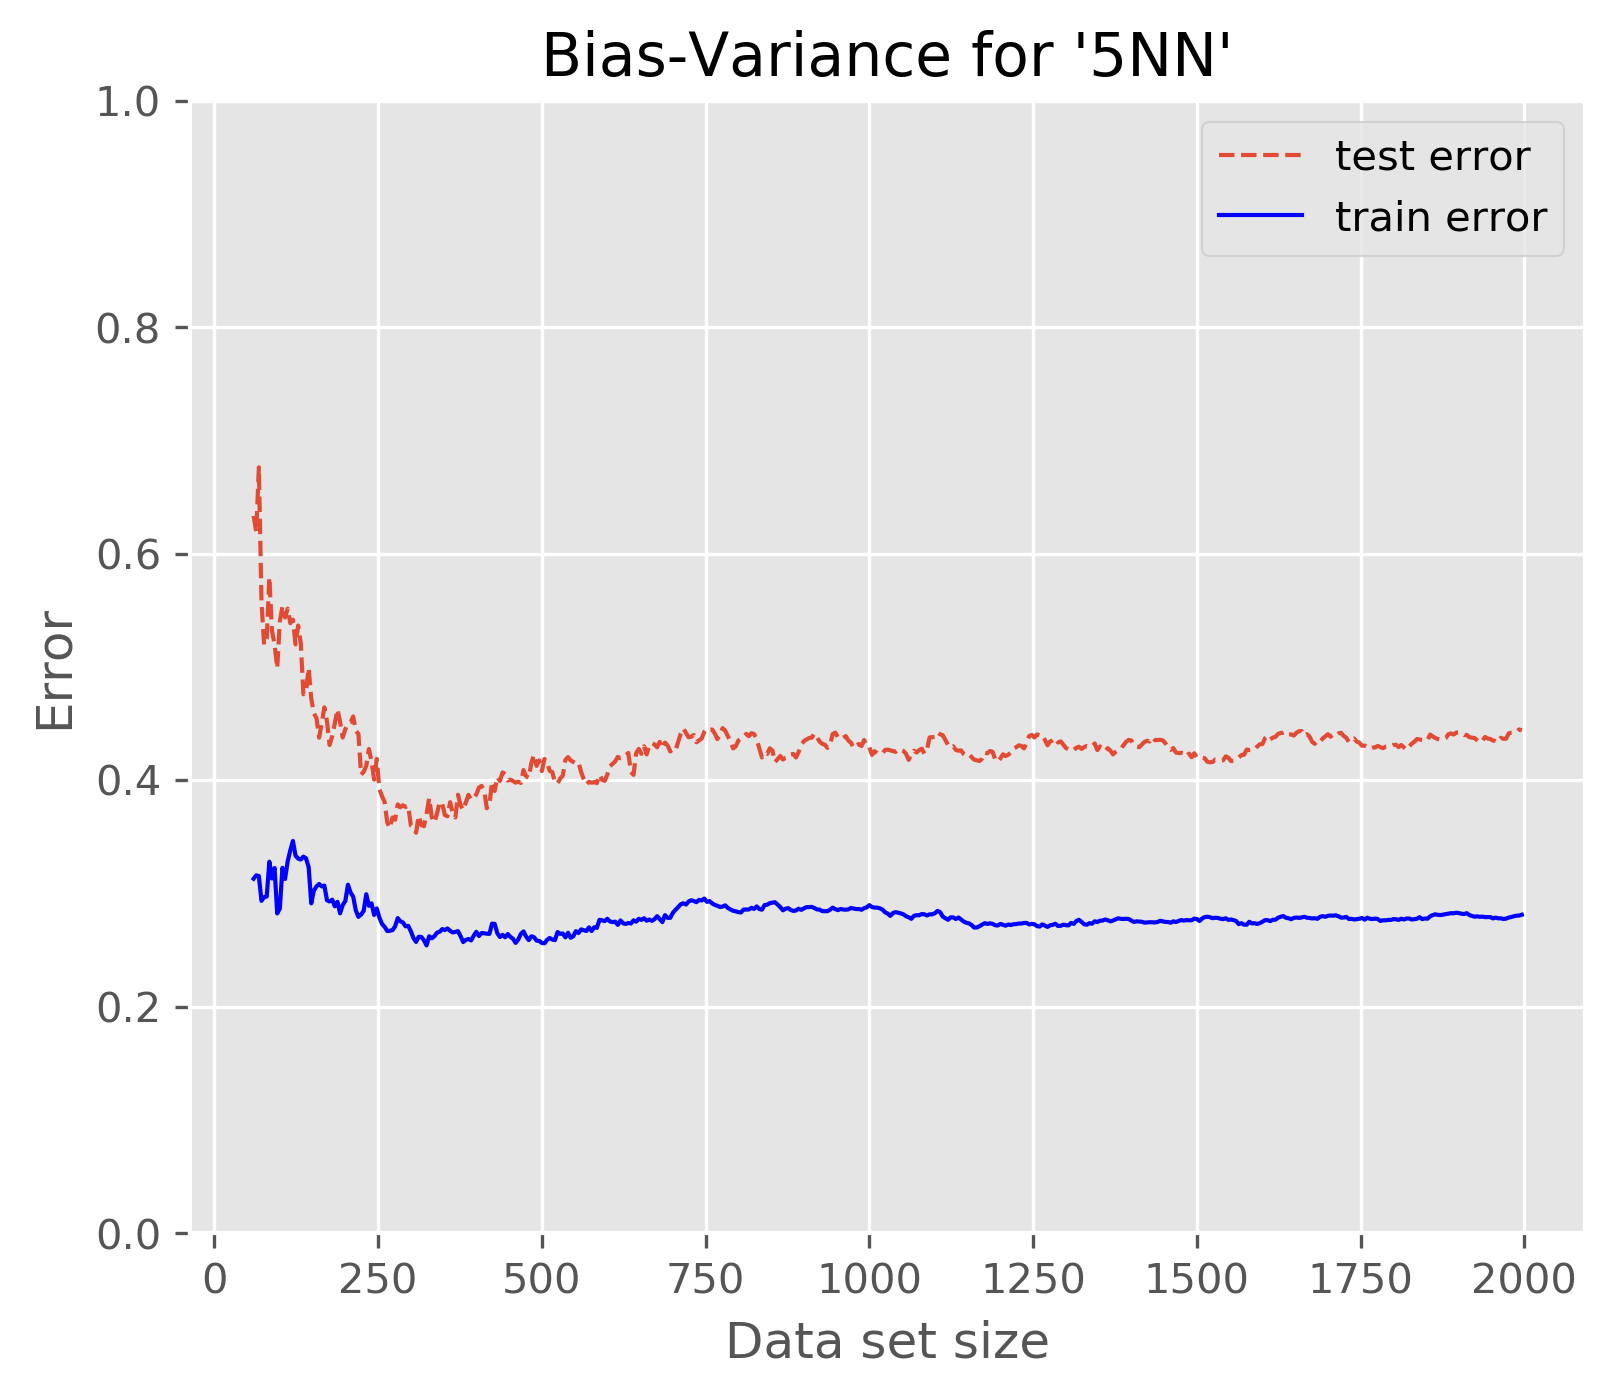 Bias-Variance for '5NN'
1.0
0.8
0.6
0.4
0.2
0.0
Error
test error
train error
0 250 500 750 1000 1250 1500 1750 2000
Data set size